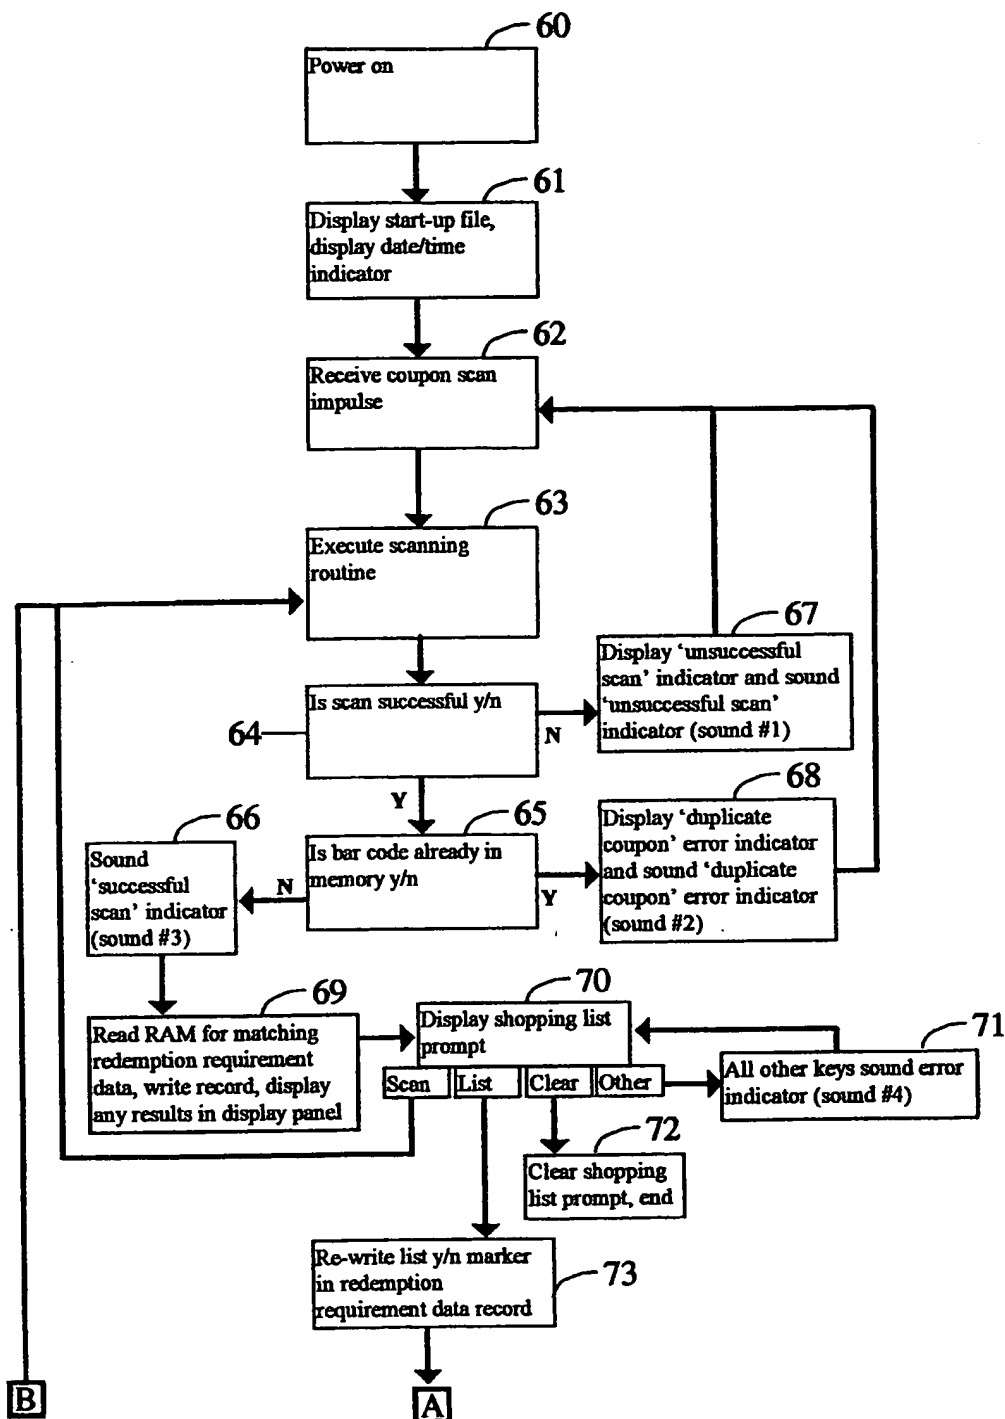 60
Power on
61
Display start-up file,
display date/time
indicator
62
Receive coupon scan
impulse
63
Execute scanning
routine
67
Display ‘unsuccessful
scan’ indicator and sound
‘unsuccessful scan’
indicator (sound #1)
64
Is scan successful y/n
N
Y
68
Display ‘duplicate
coupon’ error indicator
and sound ‘duplicate
coupon’ error indicator
(sound #2)
65
Is bar code already in
memory y/n
N
Y
66
Sound
‘successful
scan’ indicator
(sound #3)
69
Read RAM for matching
redemption requirement
data, write record, display
any results in display panel
70
Display shopping list
prompt
Scan List Clear Other
71
All other keys sound error
indicator (sound #4)
72
Clear shopping
list prompt, end
Re-write list y/n marker
in redemption
requirement data record
73
B
A